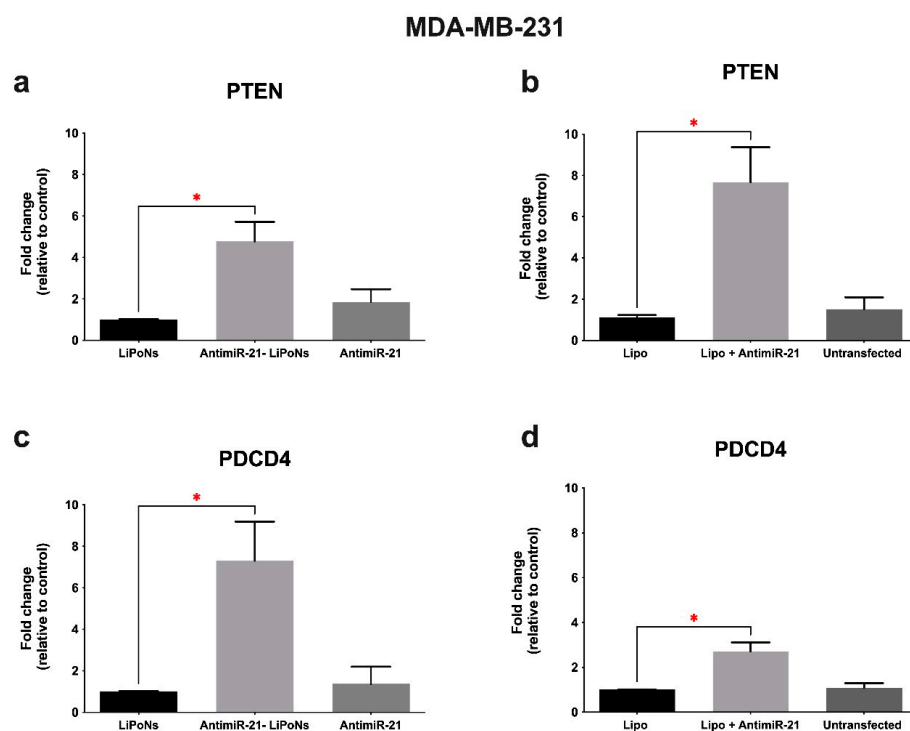 MDA-MB-231
a
PTEN
Fold change
(relative to control)
10
8
6
4
2
0
*
LiPoNs
AntimiR-21- LiPoNs
AntimiR-21
b
PTEN
Fold change
(relative to control)
10
8
6
4
2
0
*
Lipo
Lipo + AntimiR-21
Untransfected
c
PDCD4
Fold change
(relative to control)
10
8
6
4
2
0
*
LiPoNs
AntimiR-21- LiPoNs
AntimiR-21
d
PDCD4
Fold change
(relative to control)
10
8
6
4
2
0
*
Lipo
Lipo + AntimiR-21
Untransfected